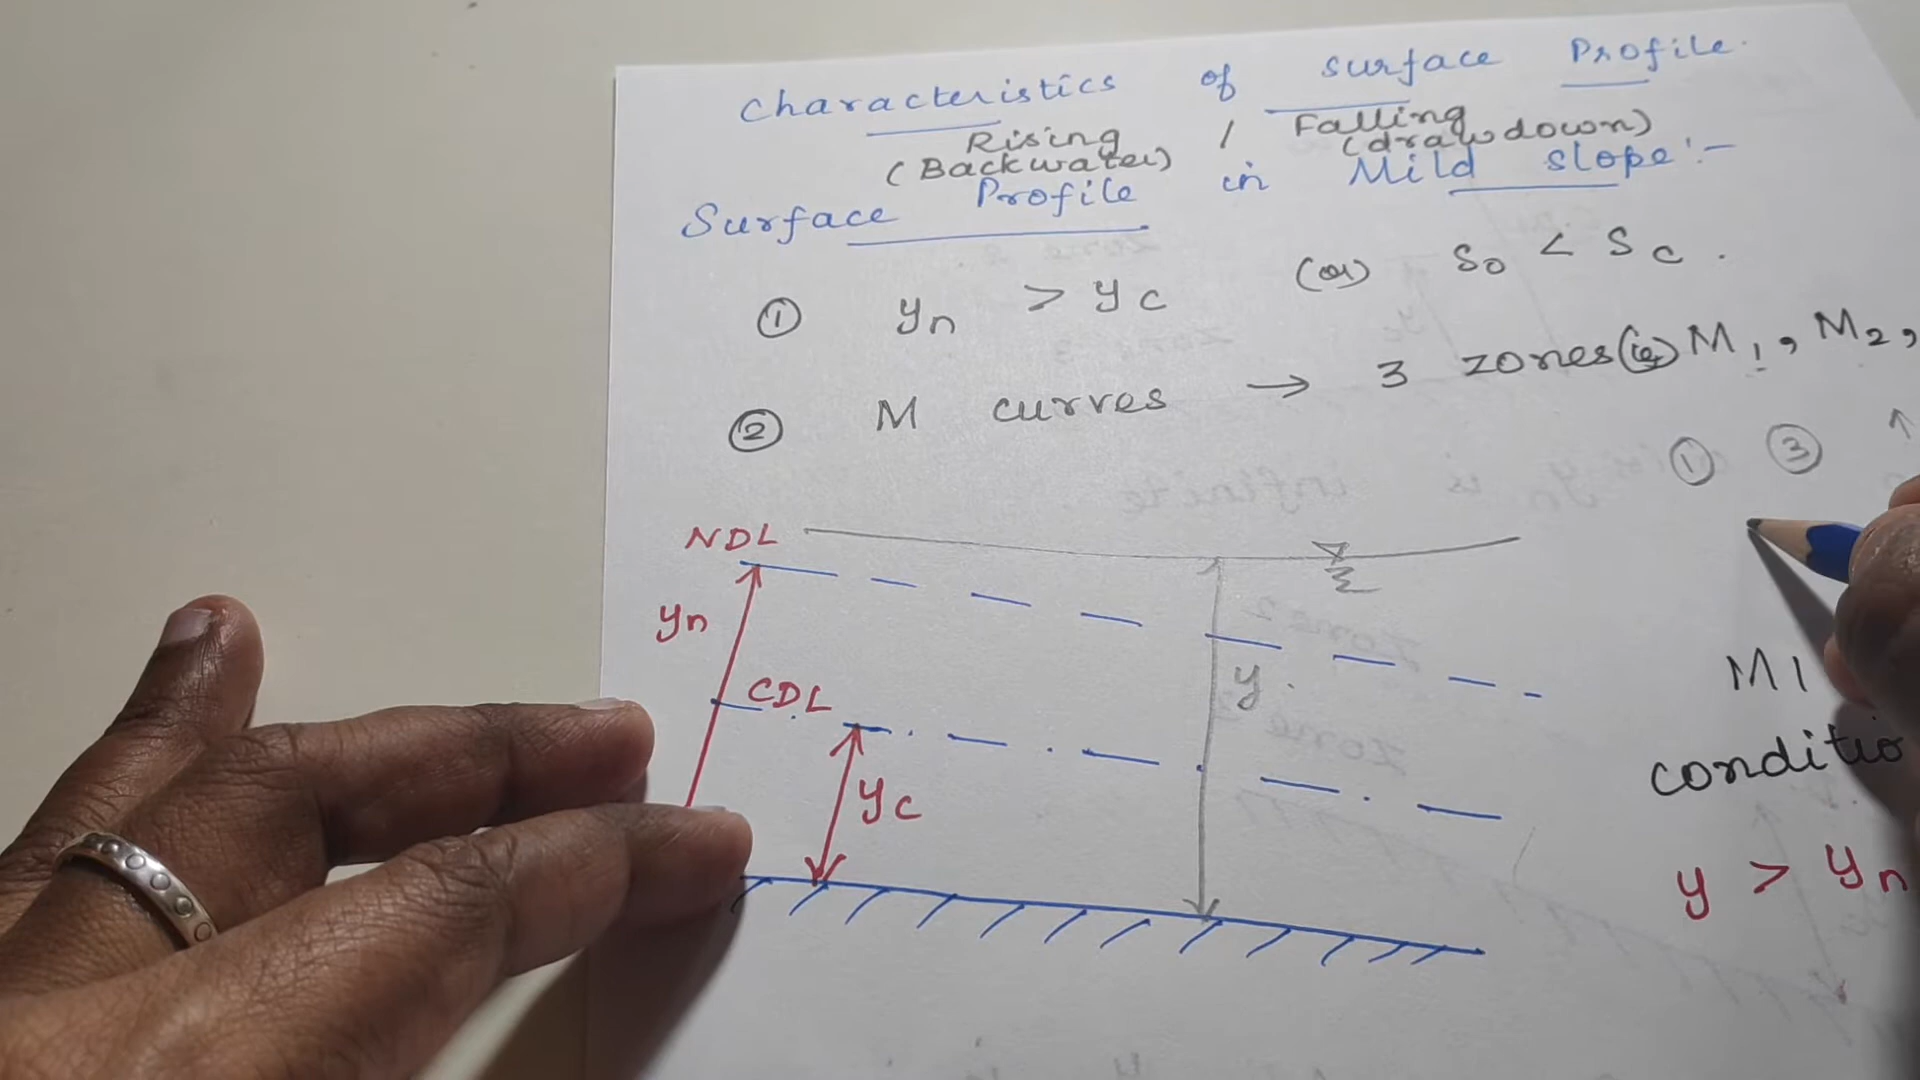 Characteristics of surface Profile.
Rising / Falling
(Backwater) (drawdown)
Surface Profile in Mild slope:-
① yn > yc (or) So < Sc.
② M curves → 3 zones (ie) M1, M2,
① ③ ↑
NDL
yn
CDL
yc
y
M1
conditio
y > yn